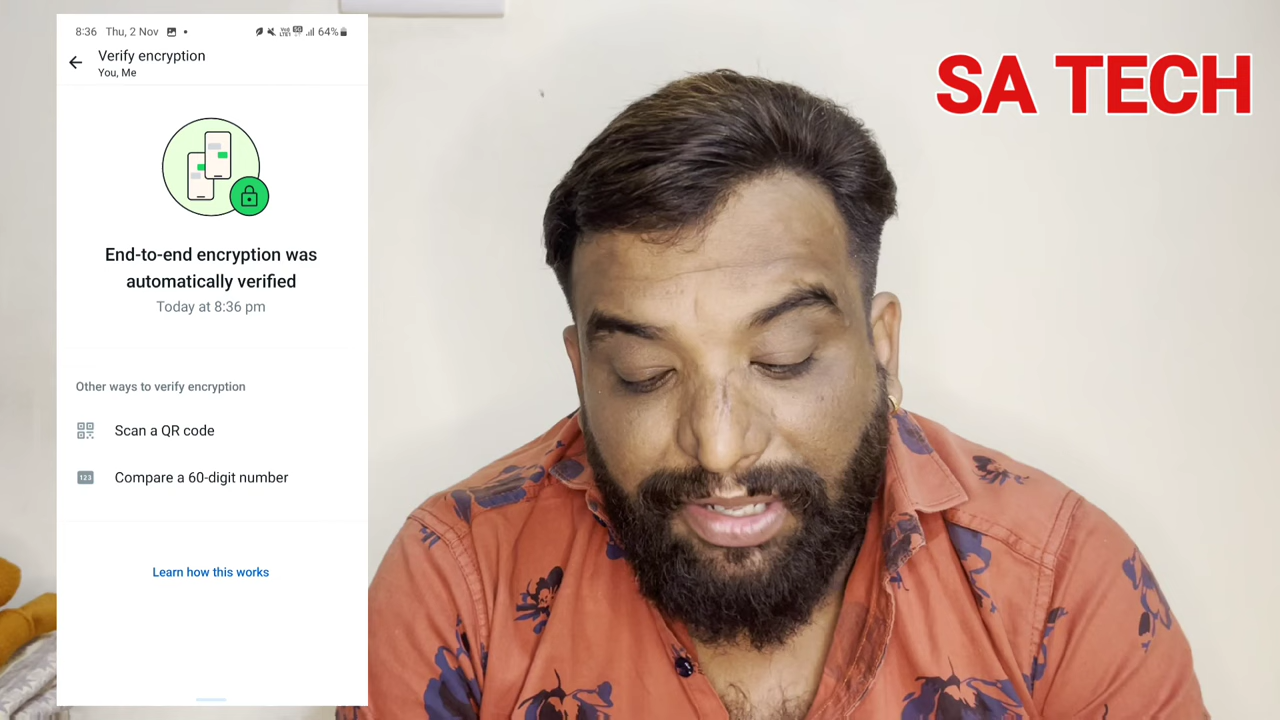 8:36 Thu, 2 Nov
64%
Verify encryption
You, Me
End-to-end encryption was
automatically verified
Today at 8:36 pm
Other ways to verify encryption
Scan a QR code
123 Compare a 60-digit number
Learn how this works
SA TECH